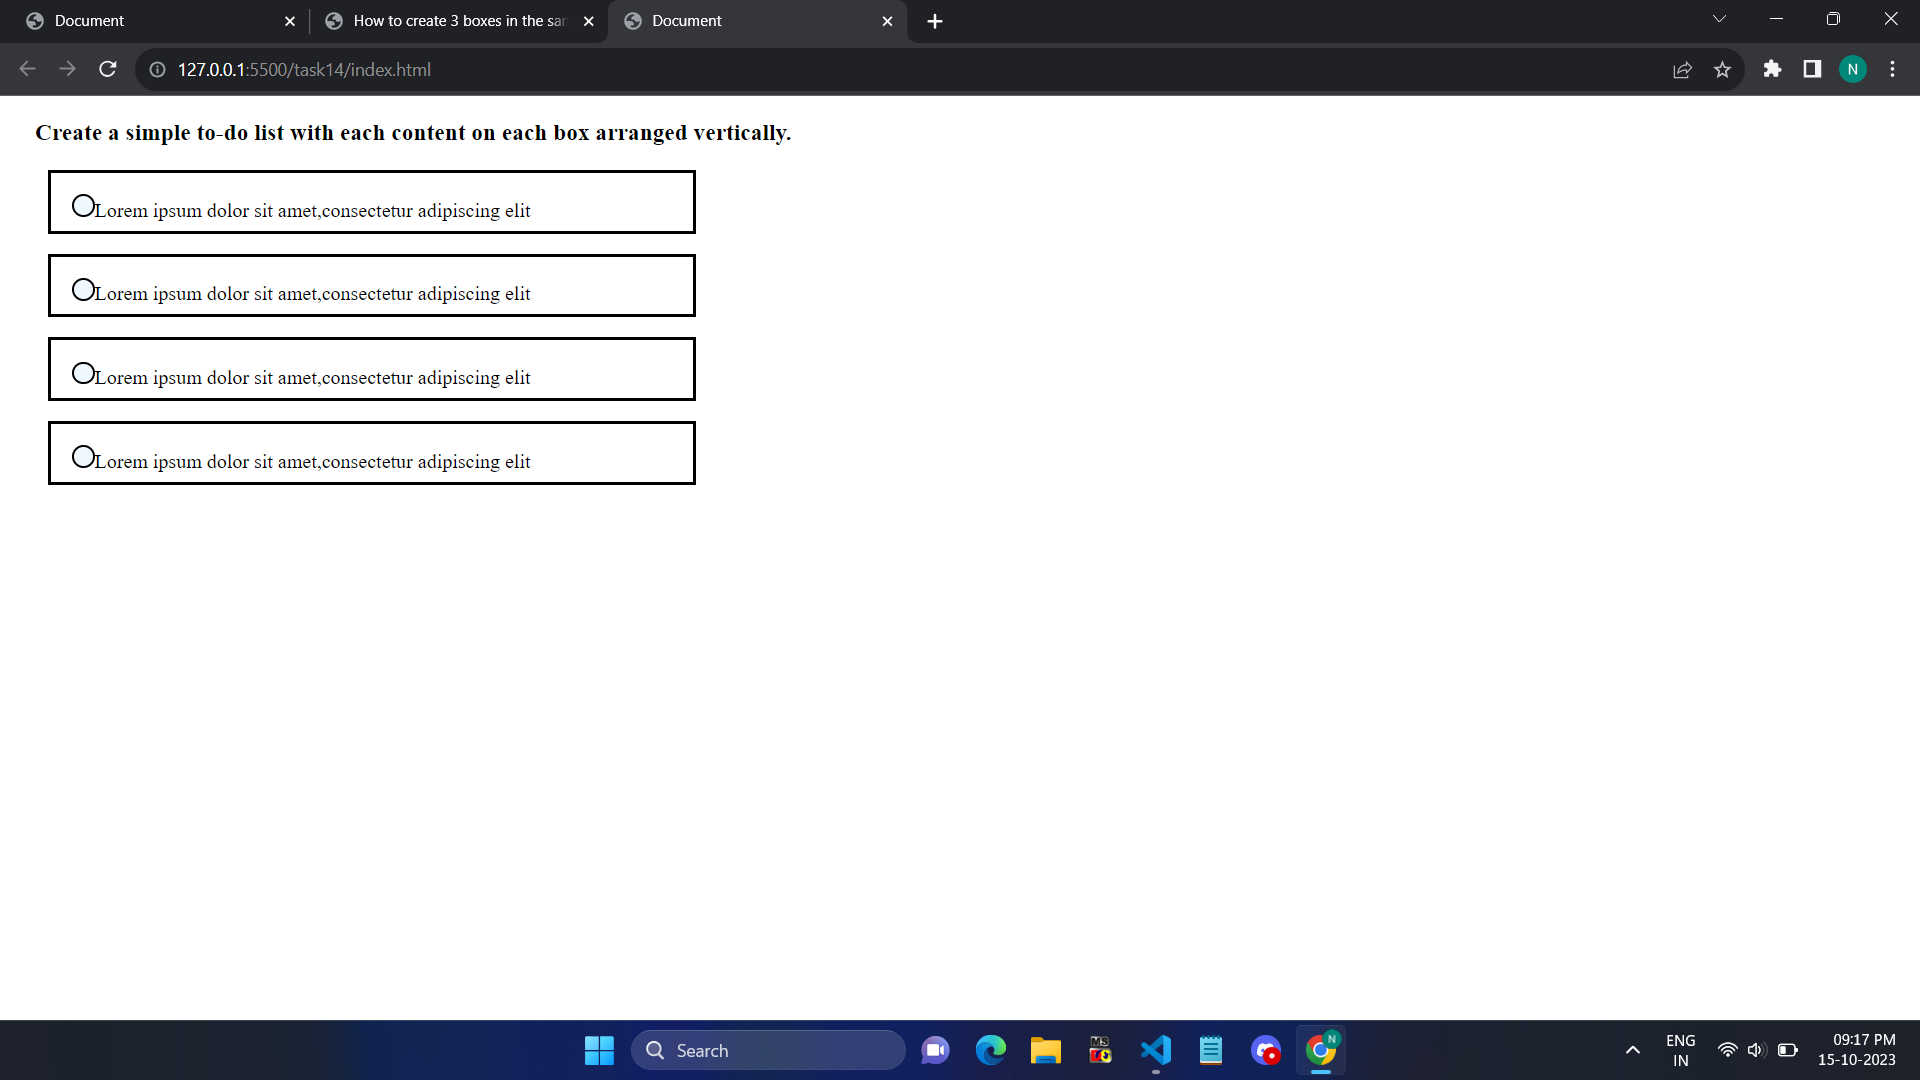 Document
How to create 3 boxes in the sam
Document
127.0.0.1:5500/task14/index.html
N
Create a simple to-do list with each content on each box arranged vertically.
Lorem ipsum dolor sit amet,consectetur adipiscing elit
Lorem ipsum dolor sit amet,consectetur adipiscing elit
Lorem ipsum dolor sit amet,consectetur adipiscing elit
Lorem ipsum dolor sit amet,consectetur adipiscing elit
Search
MS
N
ENG
IN
09:17 PM
15-10-2023